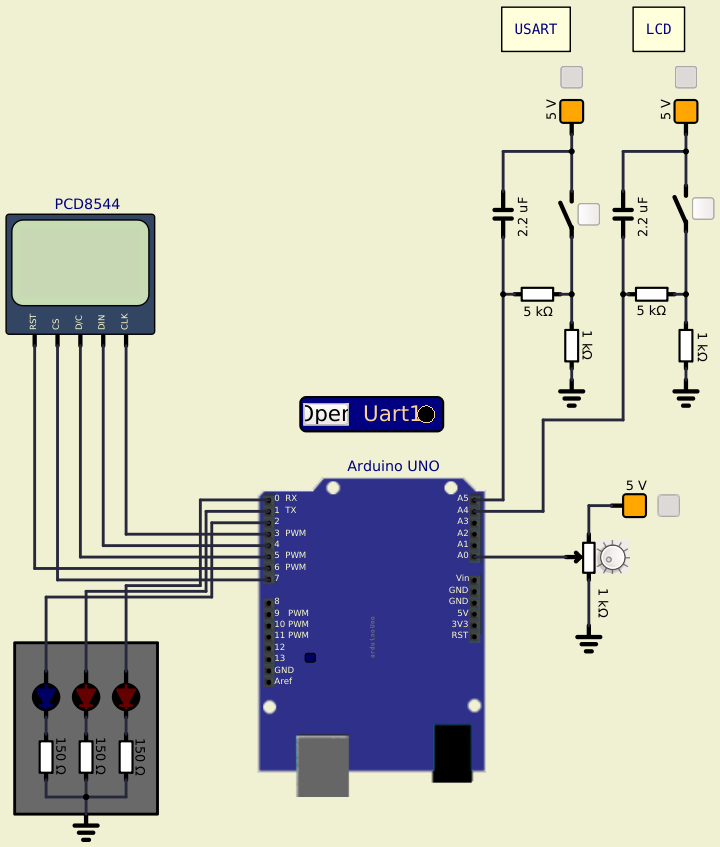 USART
LCD
5 V
5 V
2.2 uF
2.2 uF
5 kΩ
5 kΩ
1 kΩ
1 kΩ
PCD8544
RST
CS
D/C
DIN
CLK
Open
Uart1
Arduino UNO
0 RX
1 TX
2
3 PWM
4
5 PWM
6 PWM
7
8
9 PWM
10 PWM
11 PWM
12
13
GND
Aref
A5
A4
A3
A2
A1
A0
Vin
GND
GND
5V
3V3
RST
arduinoUno
5 V
1 kΩ
150 Ω
150 Ω
150 Ω